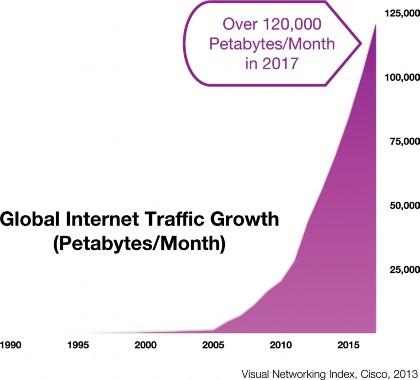 Over 120,000
Petabytes/Month
in 2017
125,000
100,000
75,000
50,000
25,000
Global Internet Traffic Growth
(Petabytes/Month)
1990 1995 2000 2005 2010 2015
Visual Networking Index, Cisco, 2013